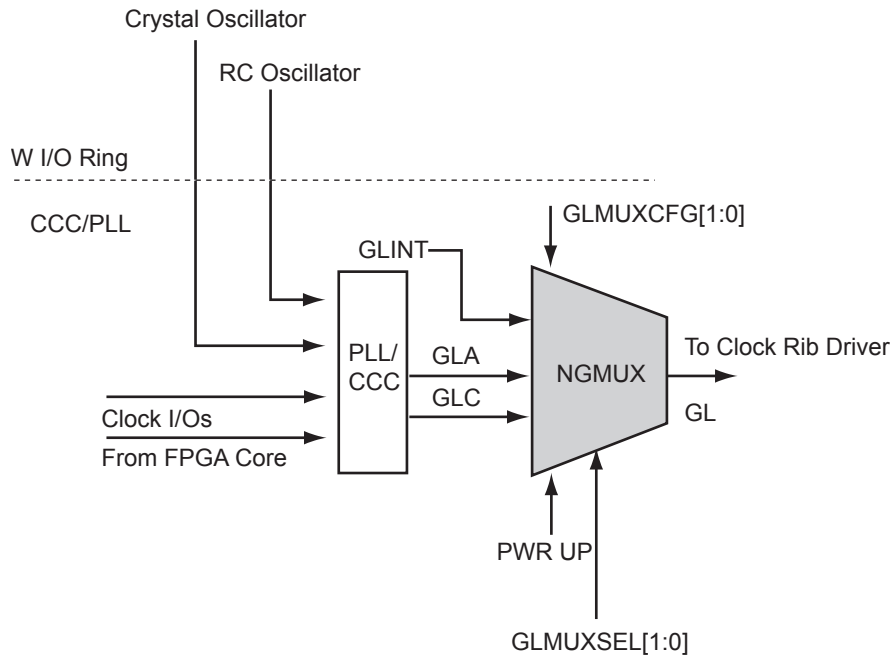 Crystal Oscillator
RC Oscillator
W I/O Ring
CCC/PLL
GLMUXCFG[1:0]
GLINT
PLL/
CCC
GLA
GLC
NGMUX
To Clock Rib Driver
GL
Clock I/Os
From FPGA Core
PWR UP
GLMUXSEL[1:0]